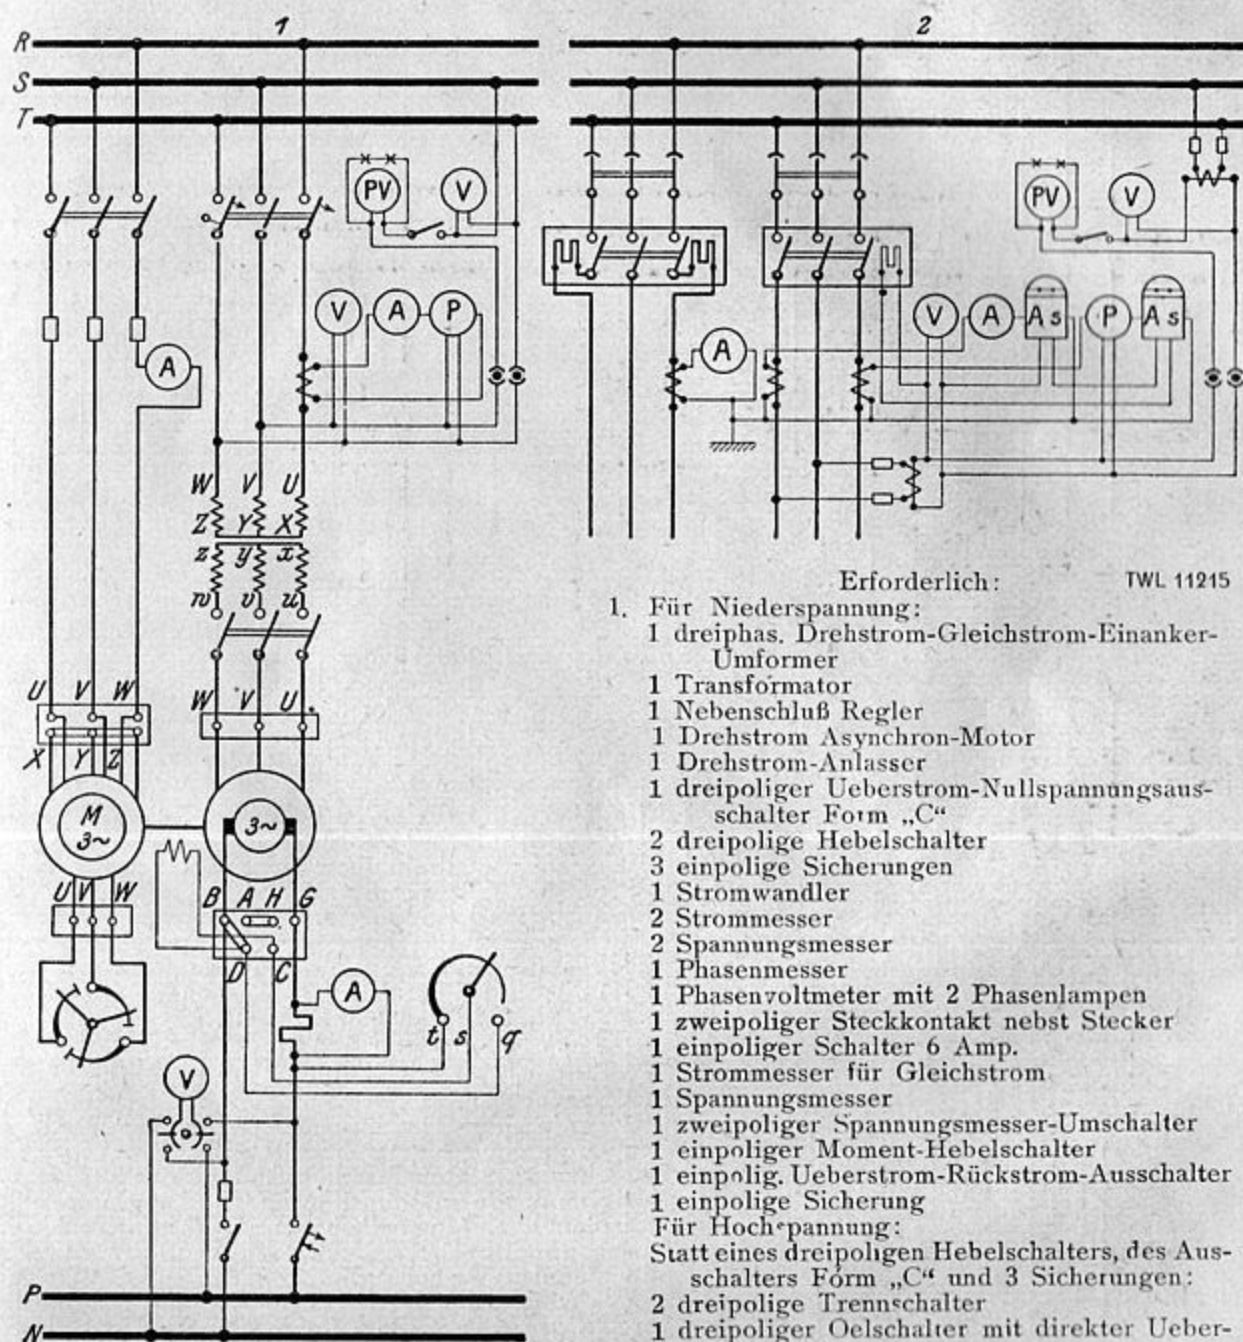 1
2
R
S
T
PV V
PV V
V A P
V A As P As
A
A
W V U
Z Y X
z y x
w v u
Erforderlich: TWL 11215
1. Für Niederspannung:
1 dreiphas. Drehstrom-Gleichstrom-Einanker-
Umformer
1 Transformator
1 Nebenschluß Regler
1 Drehstrom Asynchron-Motor
1 Drehstrom-Anlasser
1 dreipoliger Ueberstrom-Nullspannungsaus-
schalter Form „C“
2 dreipolige Hebelschalter
3 einpolige Sicherungen
1 Stromwandler
2 Strommesser
2 Spannungsmesser
1 Phasenmesser
1 Phasenvoltmeter mit 2 Phasenlampen
1 zweipoliger Steckkontakt nebst Stecker
1 einpoliger Schalter 6 Amp.
1 Strommesser für Gleichstrom
1 Spannungsmesser
1 zweipoliger Spannungsmesser-Umschalter
1 einpoliger Moment-Hebelschalter
1 einpolig. Ueberstrom-Rückstrom-Ausschalter
1 einpolige Sicherung
Für Hochspannung:
Statt eines dreipoligen Hebelschalters, des Aus-
schalters Form „C“ und 3 Sicherungen:
2 dreipolige Trennschalter
1 dreipoliger Oelschalter mit direkter Ueber-
U V W
W V U
X Y Z
M
3~
3~
U V W
B A H G
D C
A
t s q
V
P
N